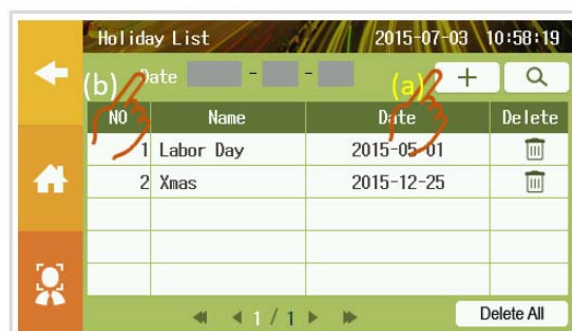 Holiday List 2015-07-03 10:58:19
(b) Date - - (a) +
NO Name Date Delete
1 Labor Day 2015-05-01
2 Xmas 2015-12-25
1 / 1 Delete All